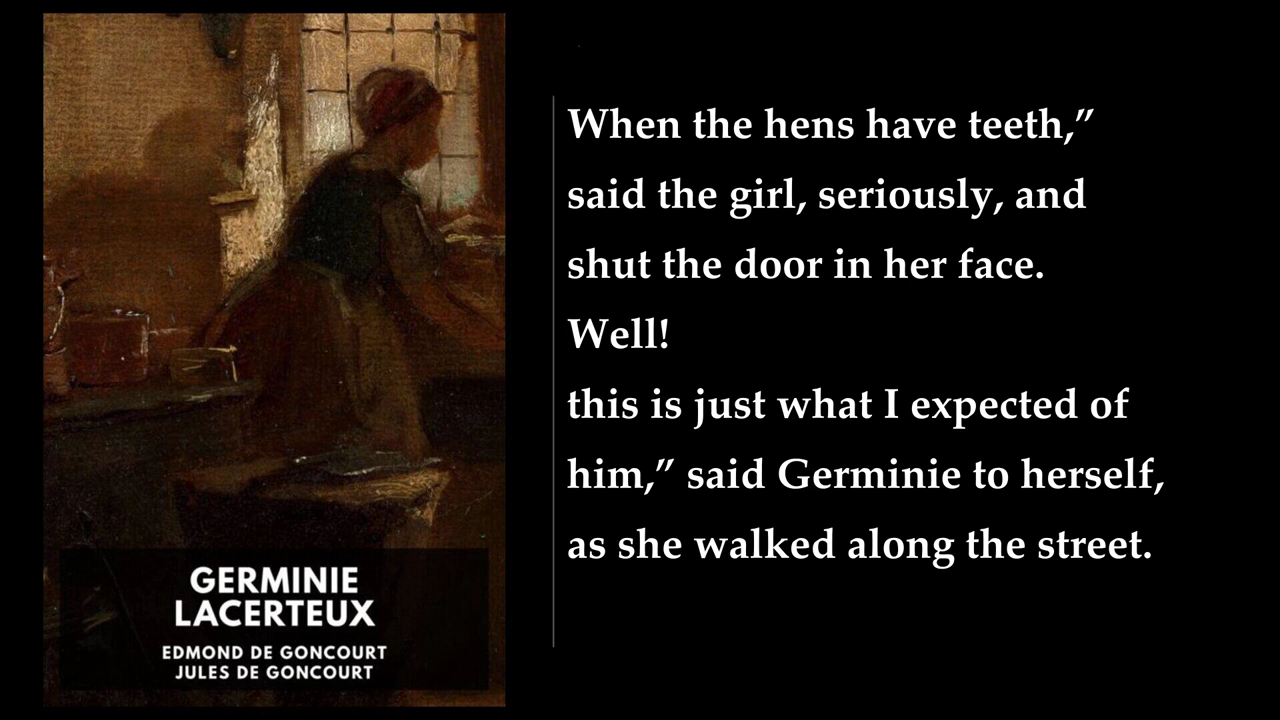 When the hens have teeth,”
said the girl, seriously, and
shut the door in her face.
Well!
this is just what I expected of
him,” said Germinie to herself,
as she walked along the street.
GERMINIE
LACERTEUX
EDMOND DE GONCOURT
JULES DE GONCOURT